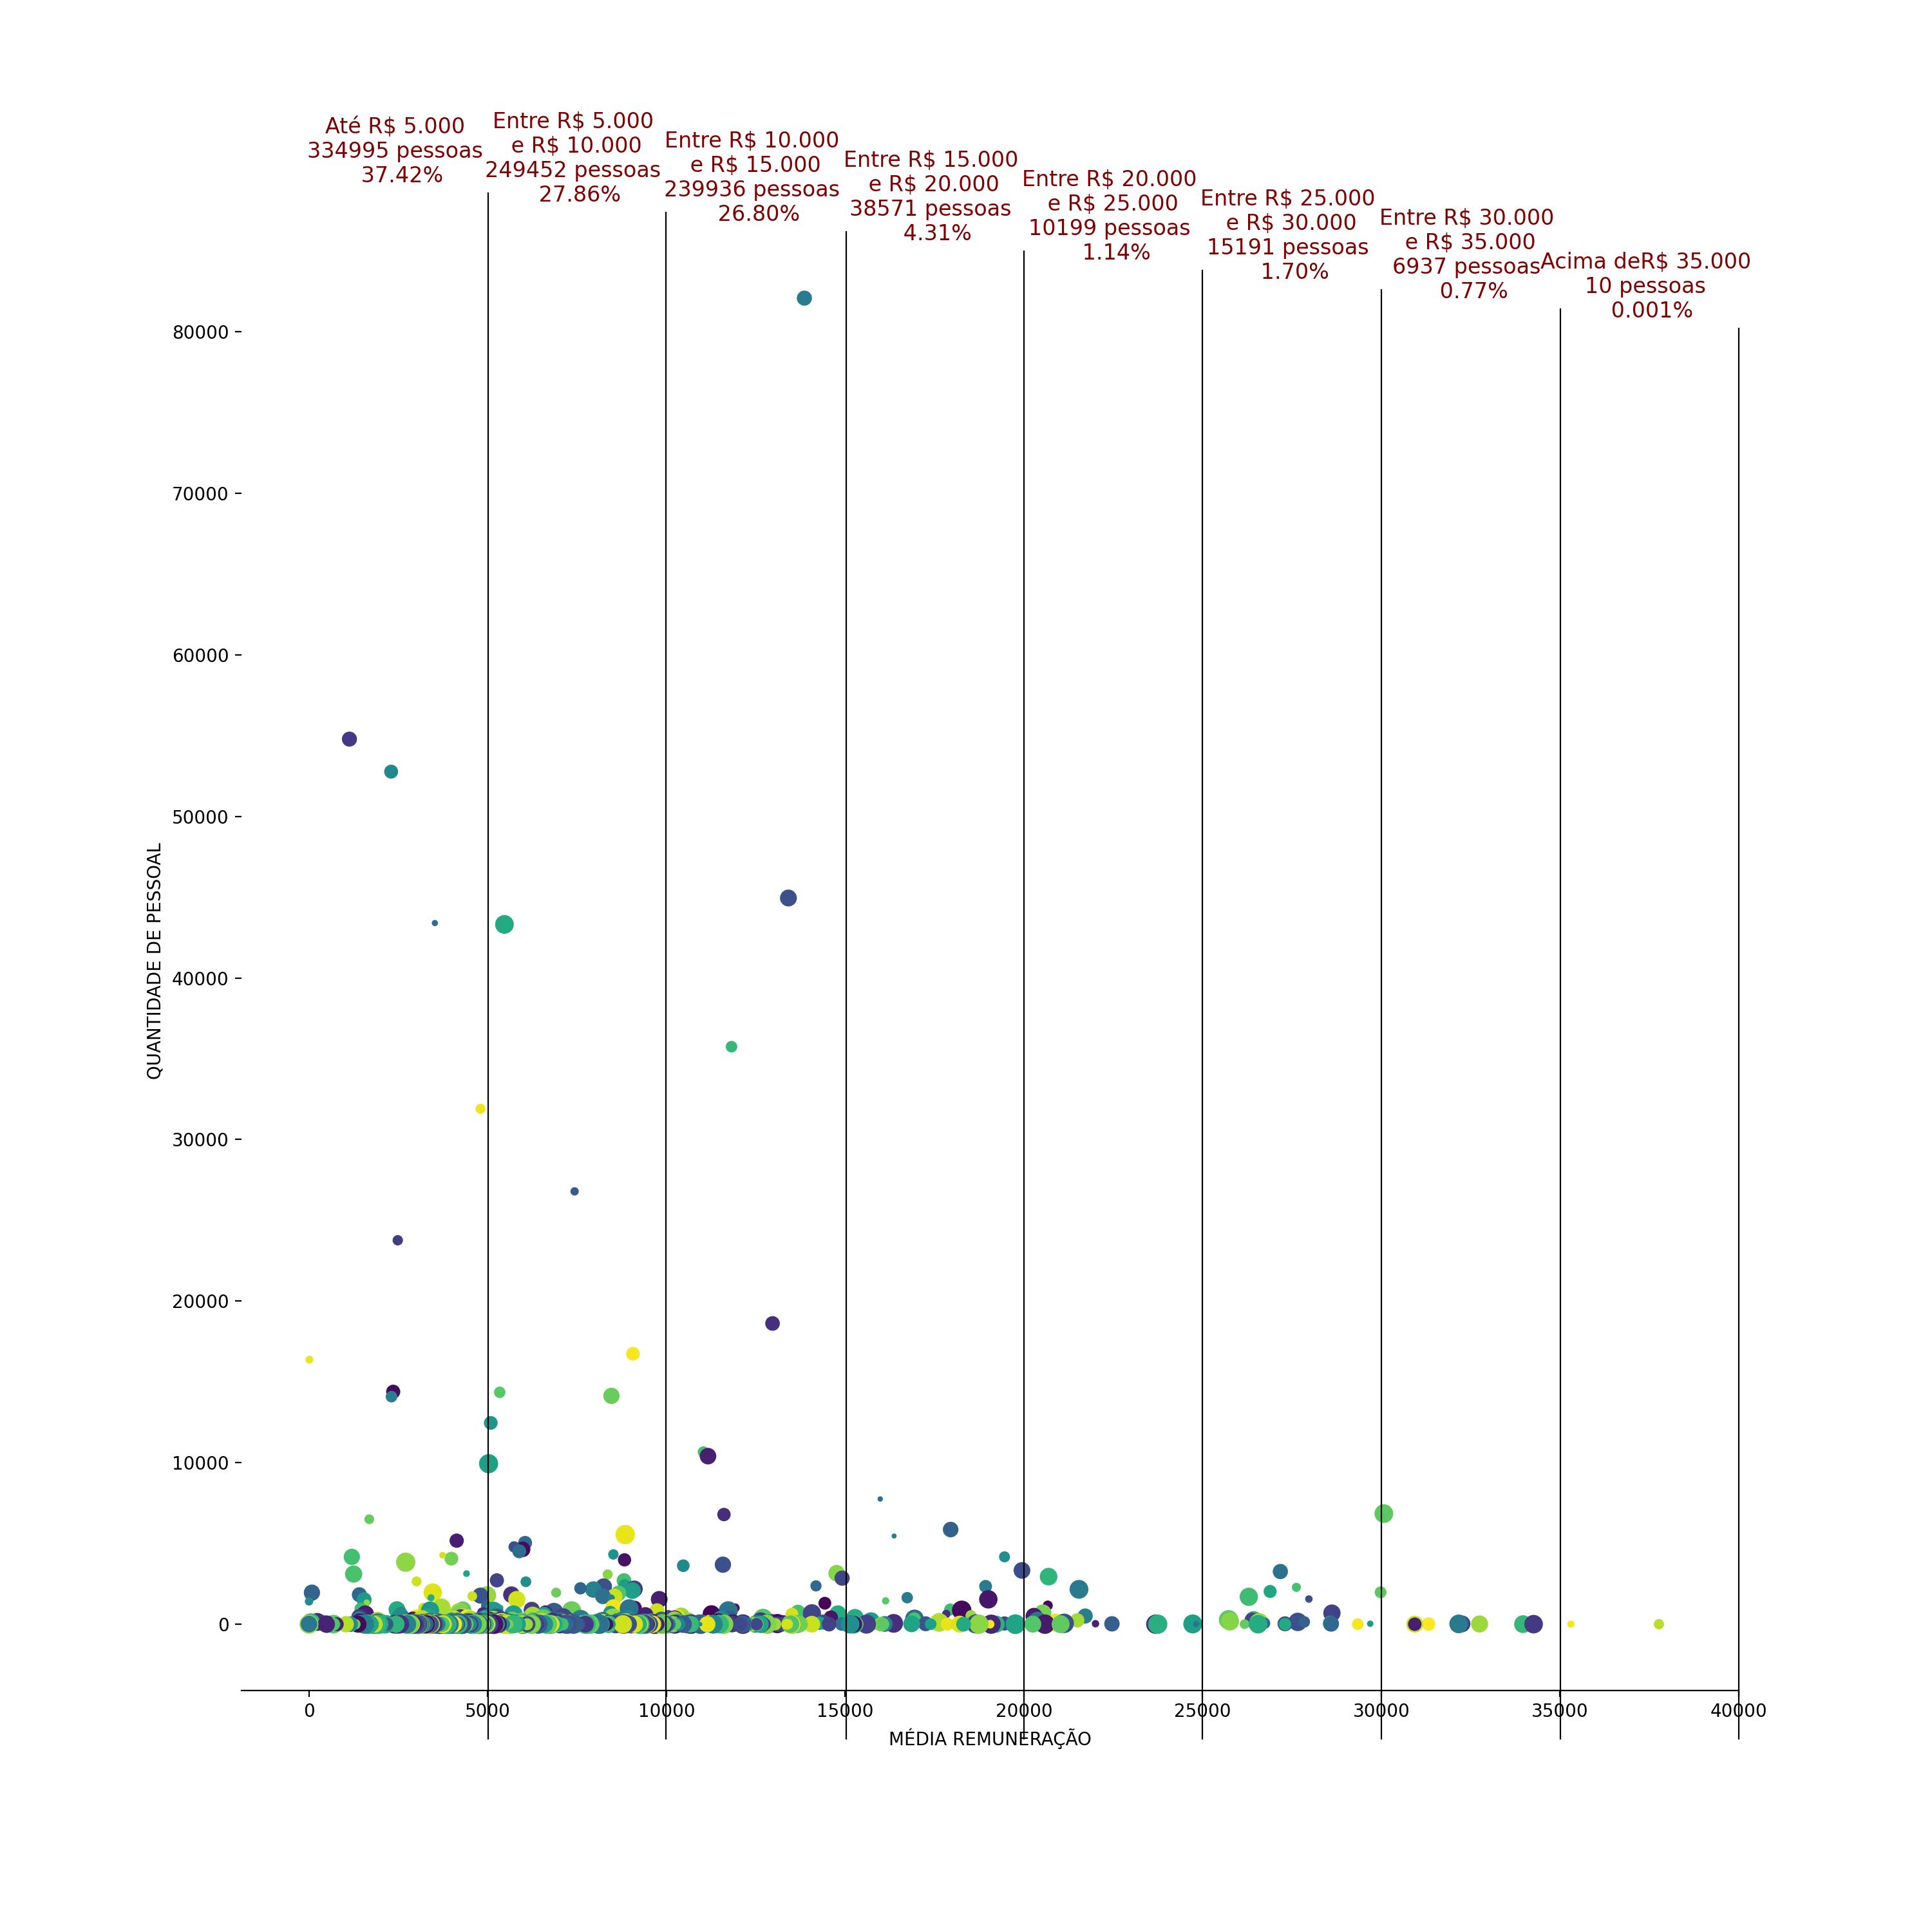 Até R$ 5.000
334995 pessoas
37.42%
Entre R$ 5.000
e R$ 10.000
249452 pessoas
27.86%
Entre R$ 10.000
e R$ 15.000
239936 pessoas
26.80%
Entre R$ 15.000
e R$ 20.000
38571 pessoas
4.31%
Entre R$ 20.000
e R$ 25.000
10199 pessoas
1.14%
Entre R$ 25.000
e R$ 30.000
15191 pessoas
1.70%
Entre R$ 30.000
e R$ 35.000
6937 pessoas
0.77%
Acima deR$ 35.000
10 pessoas
0.001%
QUANTIDADE DE PESSOAL
80000
70000
60000
50000
40000
30000
20000
10000
0
0 5000 10000 15000 20000 25000 30000 35000 40000
MÉDIA REMUNERAÇÃO